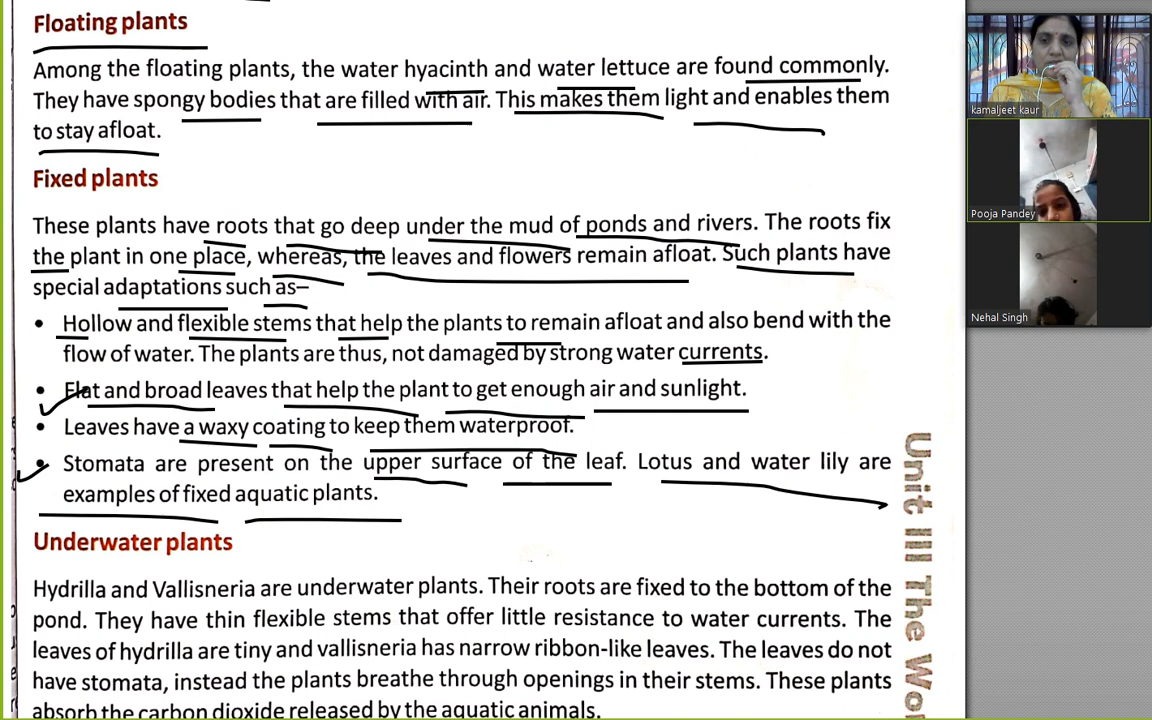 Floating plants
Among the floating plants, the water hyacinth and water lettuce are found commonly.
They have spongy bodies that are filled with air. This makes them light and enables them
to stay afloat.
Fixed plants
These plants have roots that go deep under the mud of ponds and rivers. The roots fix
the plant in one place, whereas, the leaves and flowers remain afloat. Such plants have
special adaptations such as–
• Hollow and flexible stems that help the plants to remain afloat and also bend with the
flow of water. The plants are thus, not damaged by strong water currents.
• Flat and broad leaves that help the plant to get enough air and sunlight.
• Leaves have a waxy coating to keep them waterproof.
• Stomata are present on the upper surface of the leaf. Lotus and water lily are
examples of fixed aquatic plants.
Underwater plants
Hydrilla and Vallisneria are underwater plants. Their roots are fixed to the bottom of the
pond. They have thin flexible stems that offer little resistance to water currents. The
leaves of hydrilla are tiny and vallisneria has narrow ribbon-like leaves. The leaves do not
have stomata, instead the plants breathe through openings in their stems. These plants
absorb the carbon dioxide released by the aquatic animals.
Unit III The Wor
kamaljeet kaur
Pooja Pandey
Nehal Singh